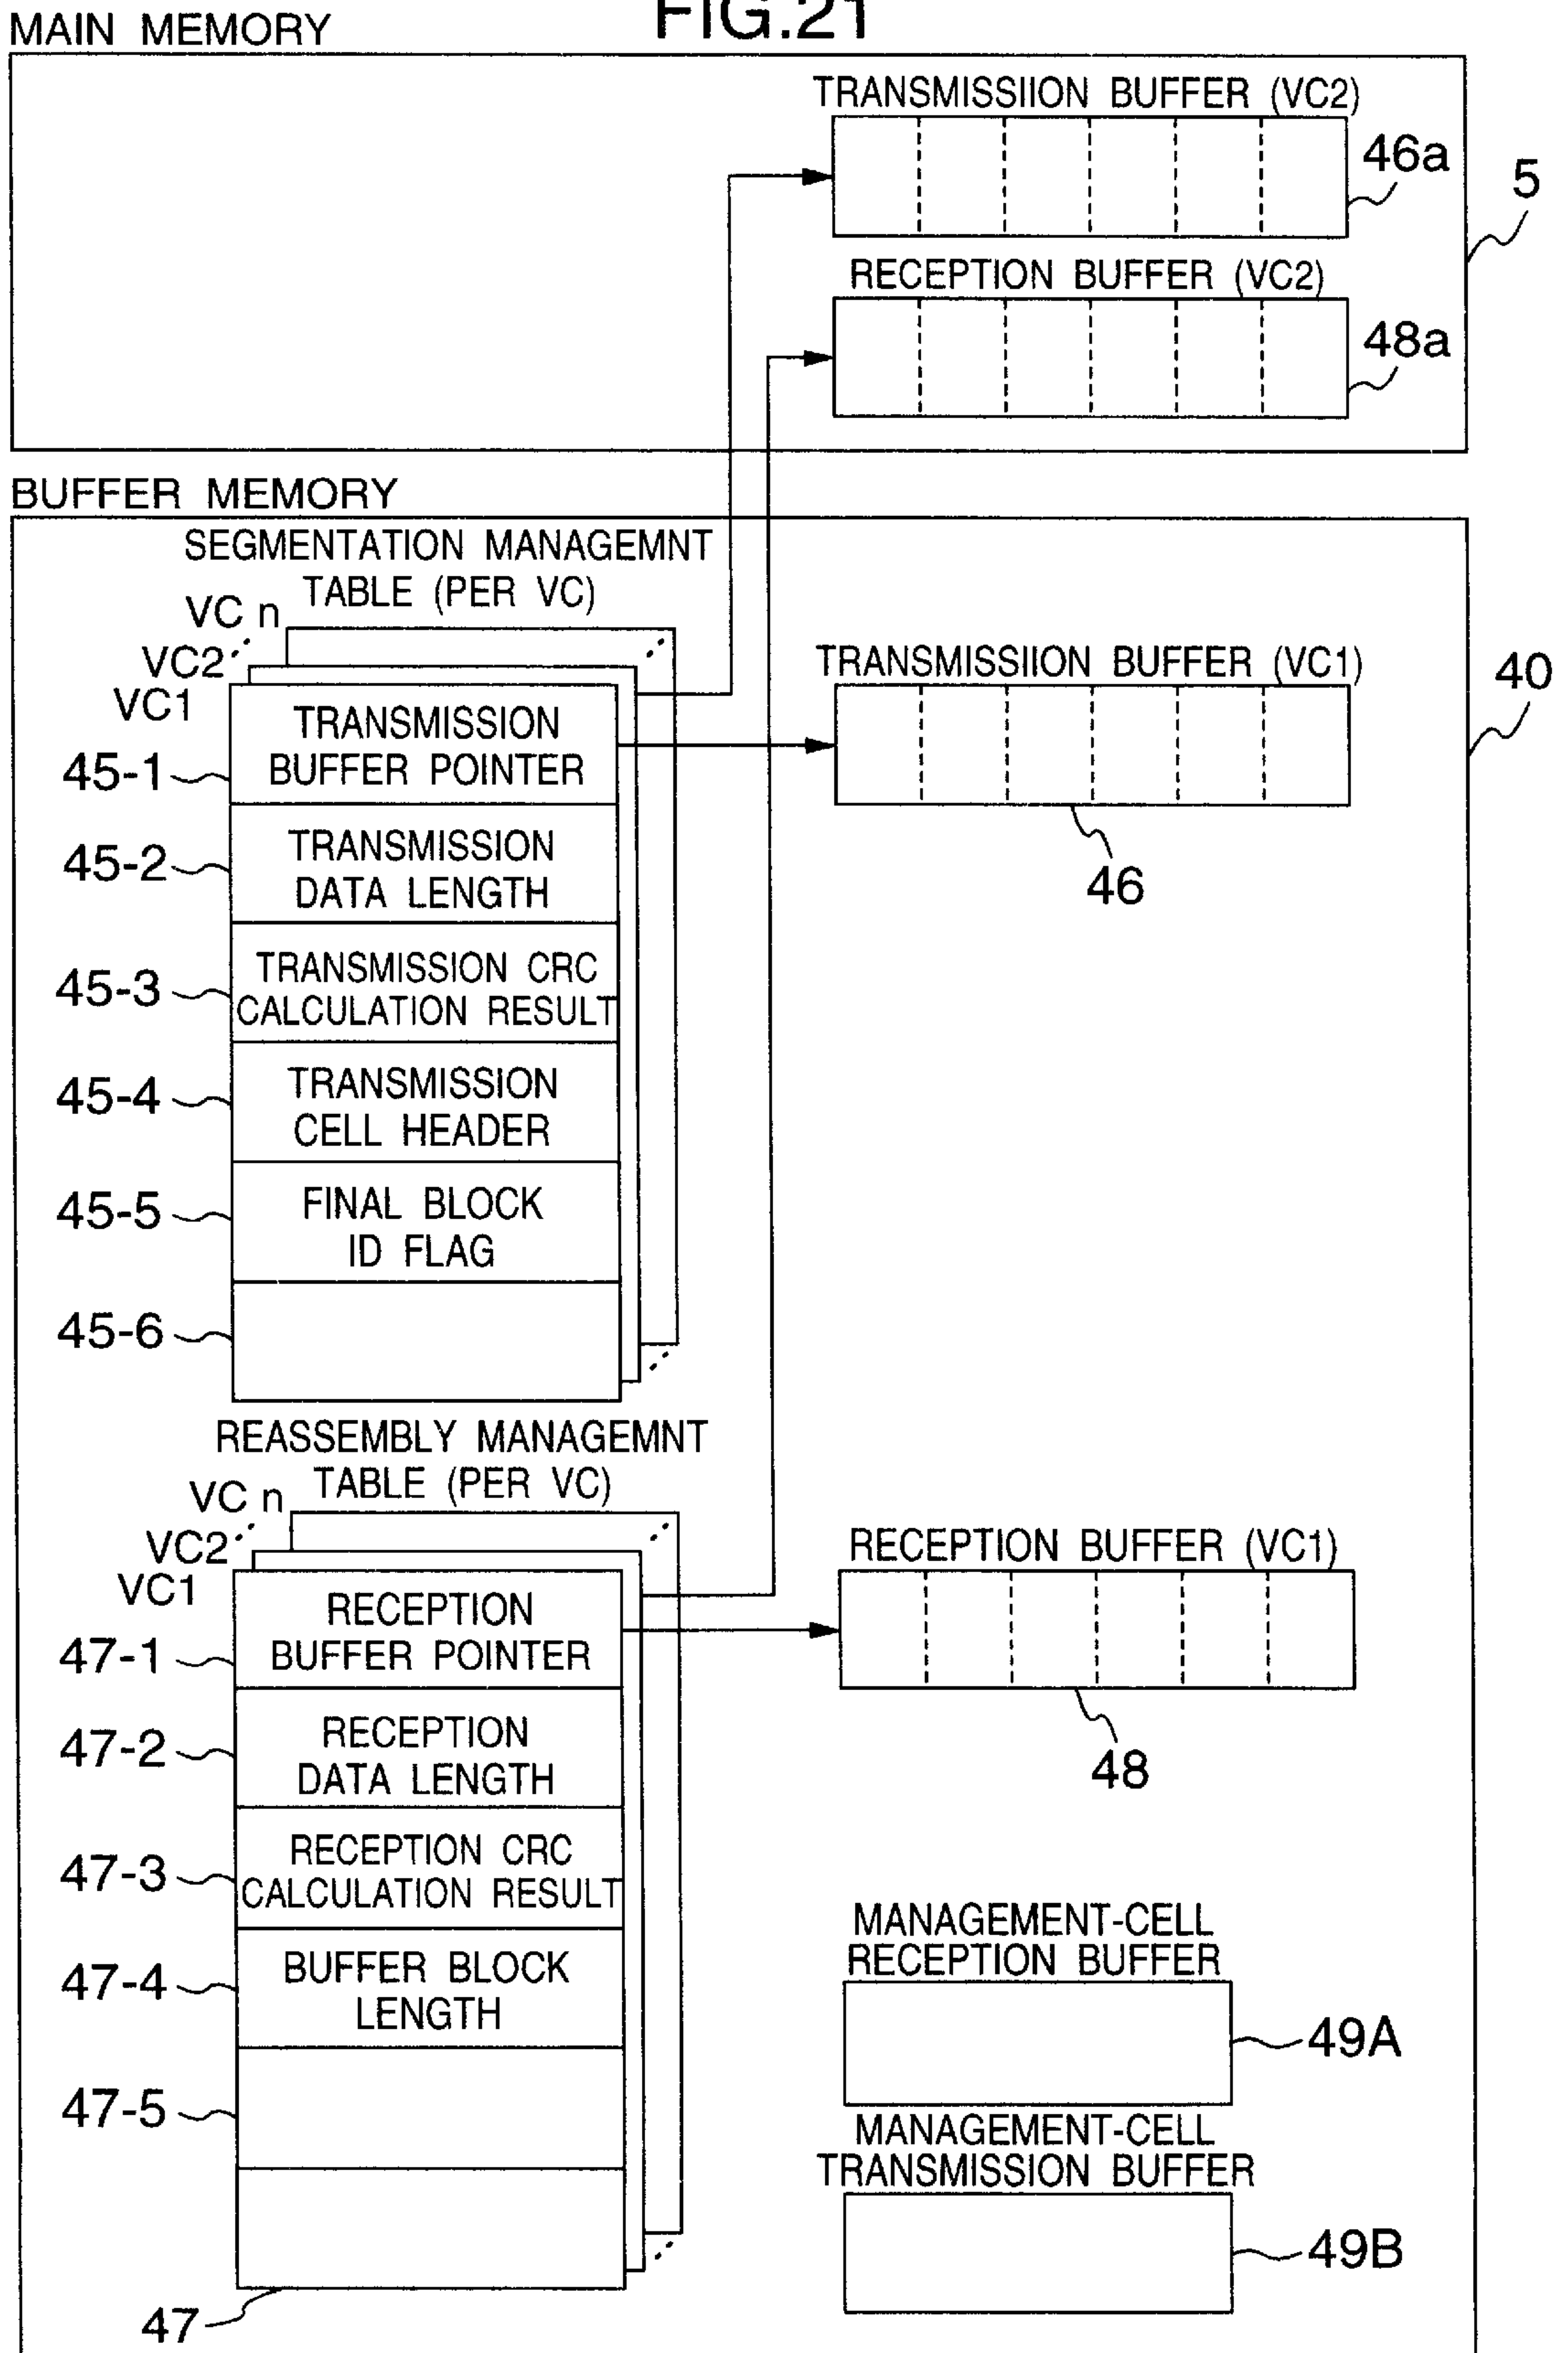 FIG.21
MAIN MEMORY
TRANSMISSIION BUFFER (VC2)
46a
5
RECEPTION BUFFER (VC2)
48a
BUFFER MEMORY
SEGMENTATION MANAGEMNT
TABLE (PER VC)
VC n
VC2
VC1
TRANSMISSION
BUFFER POINTER
45-1
TRANSMISSION
DATA LENGTH
45-2
TRANSMISSION CRC
CALCULATION RESULT
45-3
TRANSMISSION
CELL HEADER
45-4
FINAL BLOCK
ID FLAG
45-5
45-6
TRANSMISSIION BUFFER (VC1)
40
46
REASSEMBLY MANAGEMNT
TABLE (PER VC)
VC n
VC2
VC1
RECEPTION
BUFFER POINTER
47-1
RECEPTION
DATA LENGTH
47-2
RECEPTION CRC
CALCULATION RESULT
47-3
BUFFER BLOCK
LENGTH
47-4
47-5
47
RECEPTION BUFFER (VC1)
48
MANAGEMENT-CELL
RECEPTION BUFFER
49A
MANAGEMENT-CELL
TRANSMISSION BUFFER
49B